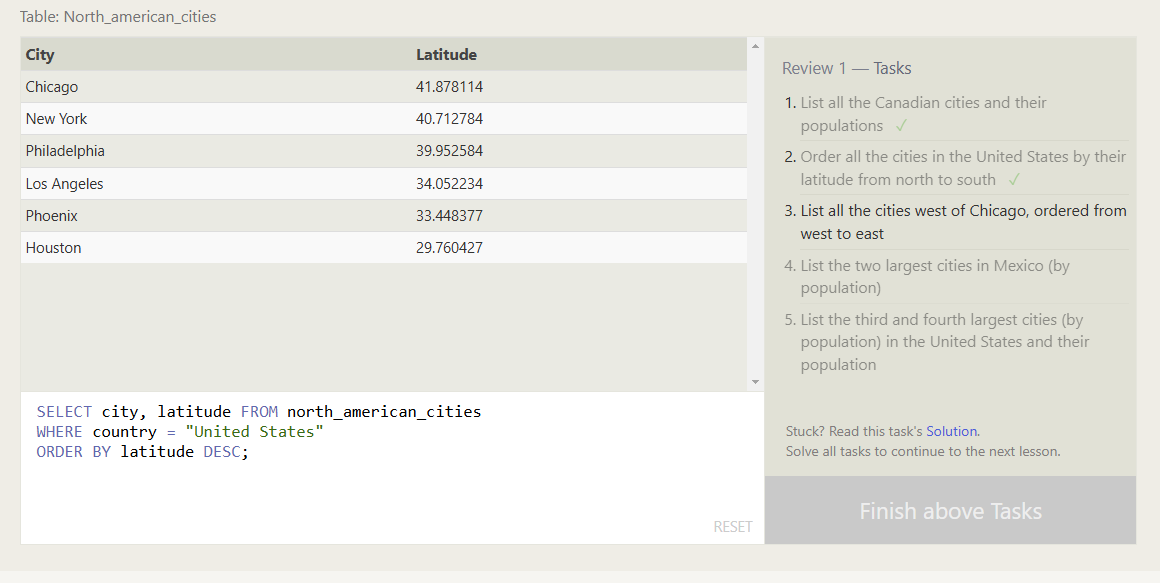 Table: North_american_cities
City Latitude
Chicago 41.878114
New York 40.712784
Philadelphia 39.952584
Los Angeles 34.052234
Phoenix 33.448377
Houston 29.760427
SELECT city, latitude FROM north_american_cities
WHERE country = "United States"
ORDER BY latitude DESC;
RESET
Review 1 — Tasks
1. List all the Canadian cities and their
populations ✓
2. Order all the cities in the United States by their
latitude from north to south ✓
3. List all the cities west of Chicago, ordered from
west to east
4. List the two largest cities in Mexico (by
population)
5. List the third and fourth largest cities (by
population) in the United States and their
population
Stuck? Read this task's Solution.
Solve all tasks to continue to the next lesson.
Finish above Tasks